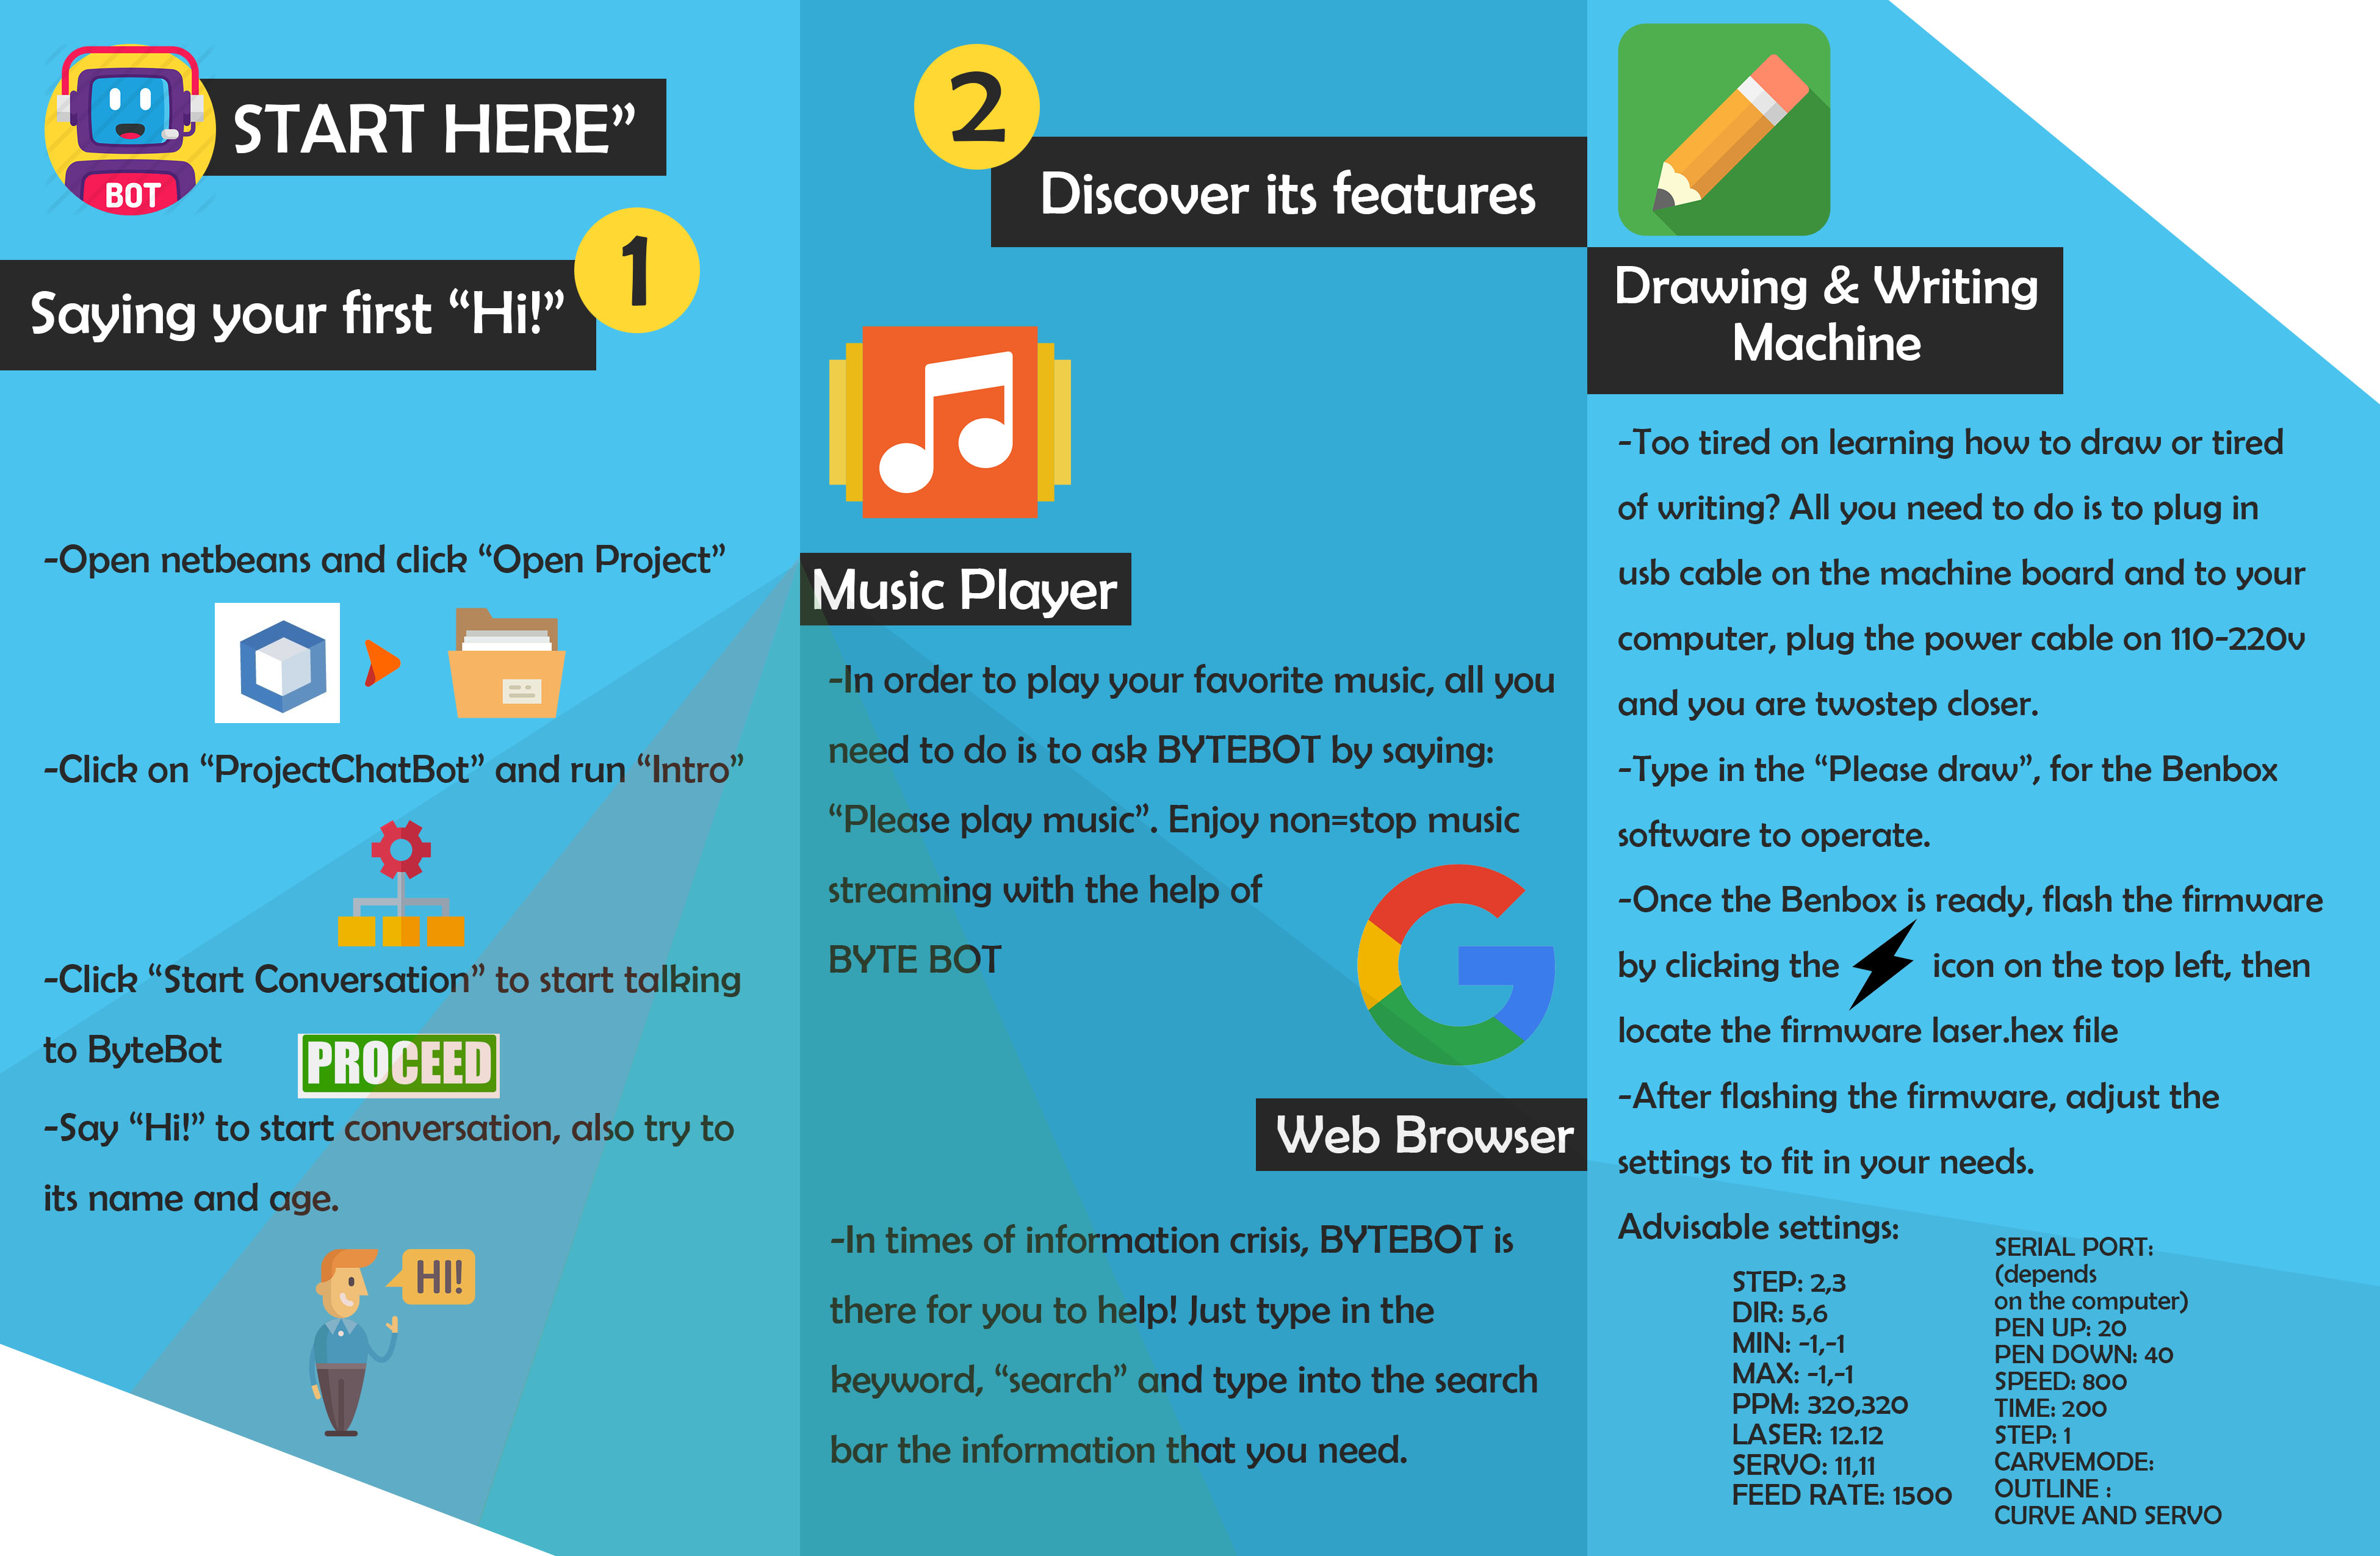 BOT
START HERE”
1
Saying your first “Hi!”
-Open netbeans and click “Open Project”
-Click on “ProjectChatBot” and run “Intro”
-Click “Start Conversation” to start talking
to ByteBot
PROCEED
-Say “Hi!” to start conversation, also try to
its name and age.
HI!
2
Discover its features
Music Player
-In order to play your favorite music, all you
need to do is to ask BYTEBOT by saying:
“Please play music”. Enjoy non=stop music
streaming with the help of
BYTE BOT
Web Browser
-In times of information crisis, BYTEBOT is
there for you to help! Just type in the
keyword, “search” and type into the search
bar the information that you need.
Drawing & Writing
Machine
-Too tired on learning how to draw or tired
of writing? All you need to do is to plug in
usb cable on the machine board and to your
computer, plug the power cable on 110-220v
and you are twostep closer.
-Type in the “Please draw”, for the Benbox
software to operate.
-Once the Benbox is ready, flash the firmware
by clicking the icon on the top left, then
locate the firmware laser.hex file
-After flashing the firmware, adjust the
settings to fit in your needs.
Advisable settings:
STEP: 2,3
DIR: 5,6
MIN: -1,-1
MAX: -1,-1
PPM: 320,320
LASER: 12.12
SERVO: 11,11
FEED RATE: 1500
SERIAL PORT:
(depends
on the computer)
PEN UP: 20
PEN DOWN: 40
SPEED: 800
TIME: 200
STEP: 1
CARVEMODE:
OUTLINE :
CURVE AND SERVO